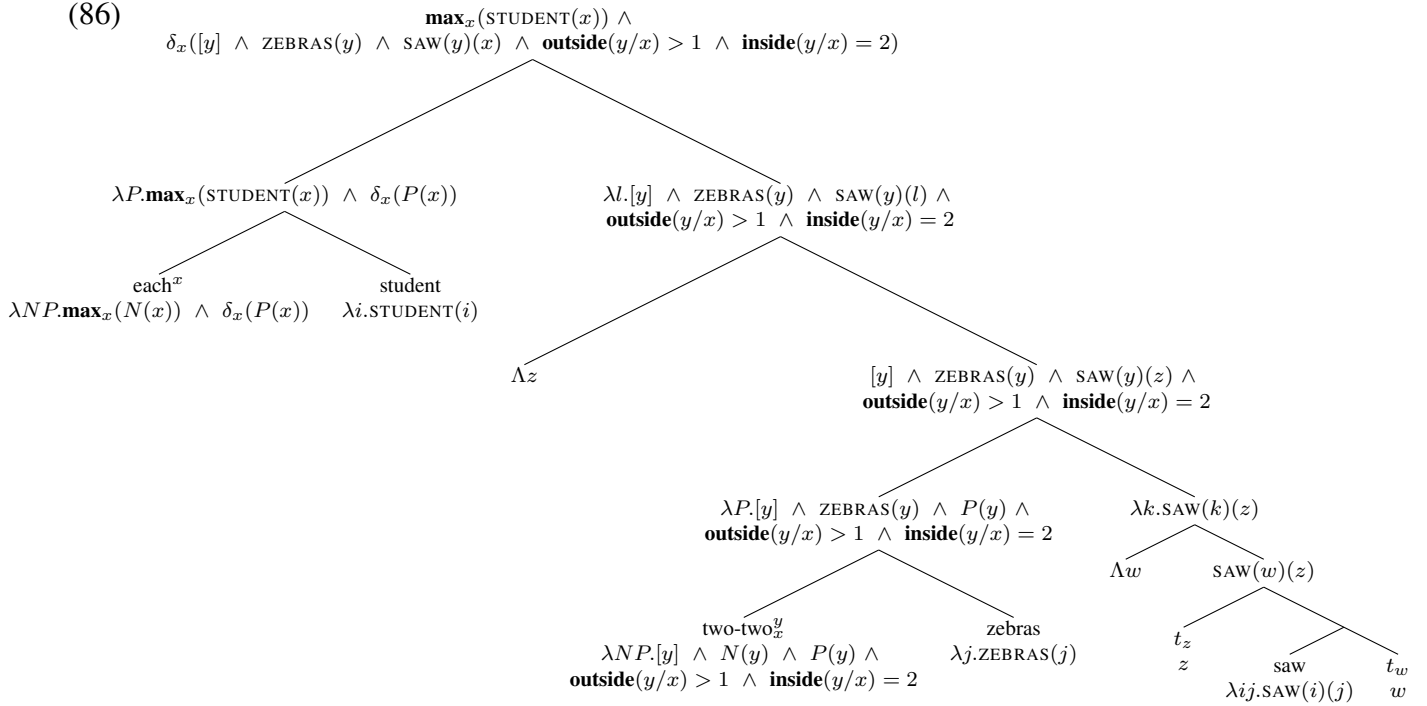 (86)
max_x(STUDENT(x)) ∧
δ_x([y] ∧ ZEBRAS(y) ∧ SAW(y)(x) ∧ outside(y/x) > 1 ∧ inside(y/x) = 2)
λP.max_x(STUDENT(x)) ∧ δ_x(P(x))
λl.[y] ∧ ZEBRAS(y) ∧ SAW(y)(l) ∧
outside(y/x) > 1 ∧ inside(y/x) = 2
each^x
λNP.max_x(N(x)) ∧ δ_x(P(x))
student
λi.STUDENT(i)
Λz
[y] ∧ ZEBRAS(y) ∧ SAW(y)(z) ∧
outside(y/x) > 1 ∧ inside(y/x) = 2
λP.[y] ∧ ZEBRAS(y) ∧ P(y) ∧
outside(y/x) > 1 ∧ inside(y/x) = 2
λk.SAW(k)(z)
Λw
SAW(w)(z)
two-two^y_x
λNP.[y] ∧ N(y) ∧ P(y) ∧
outside(y/x) > 1 ∧ inside(y/x) = 2
zebras
λj.ZEBRAS(j)
t_z
z
saw
λij.SAW(i)(j)
t_w
w